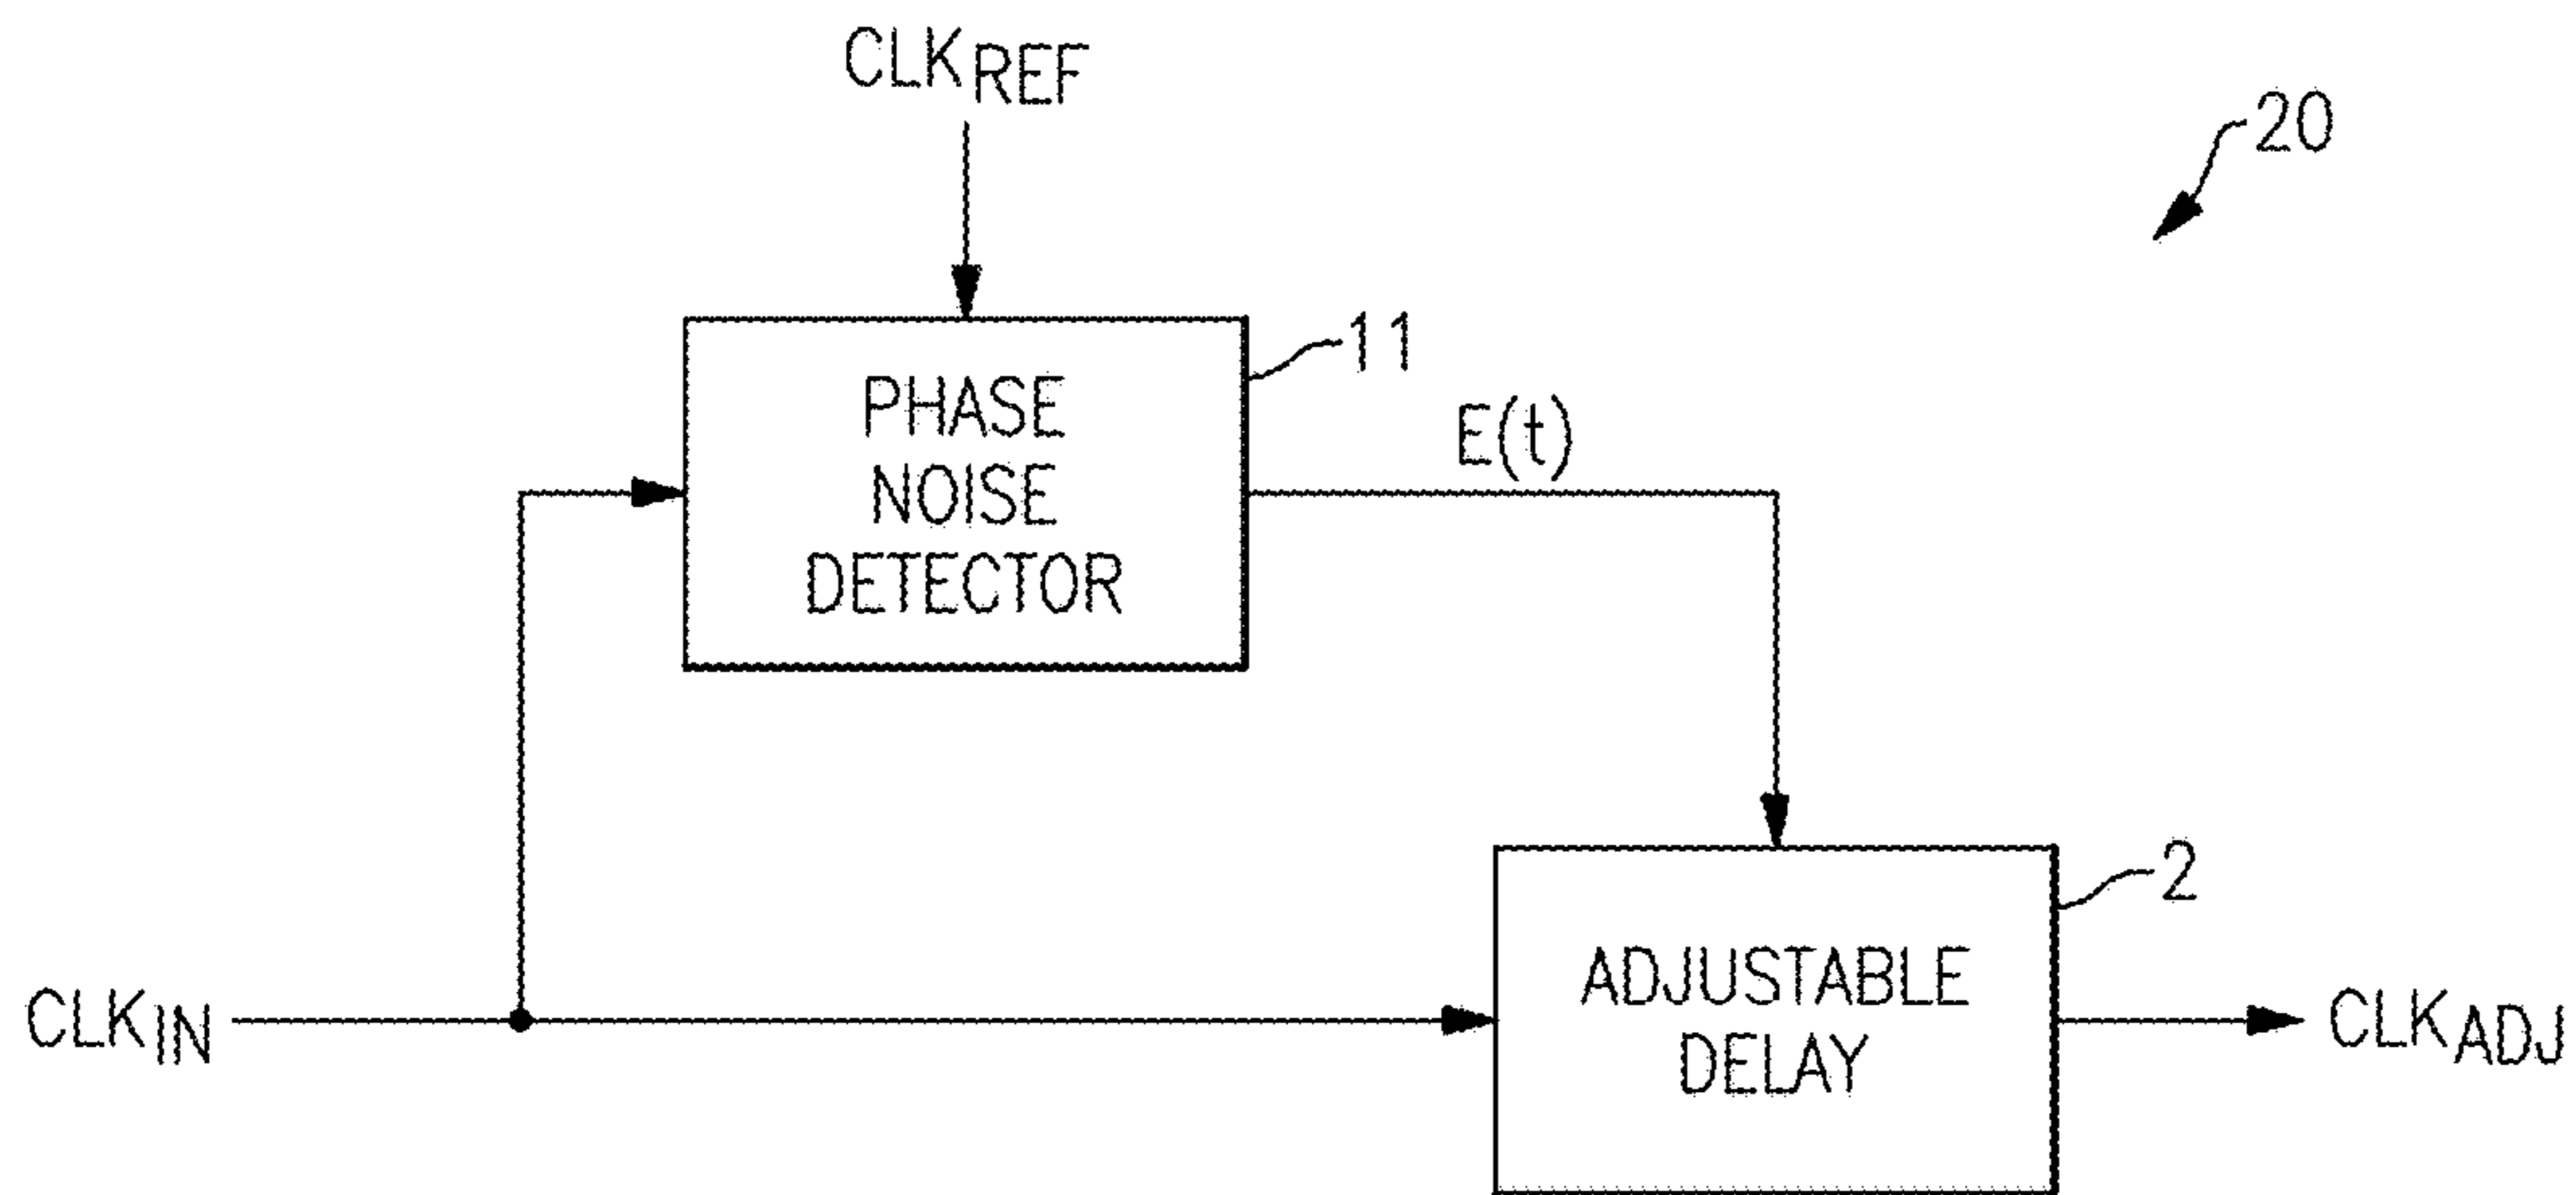 CLKREF
20
11
PHASE
NOISE
DETECTOR
E(t)
2
ADJUSTABLE
DELAY
CLKIN
CLKADJ